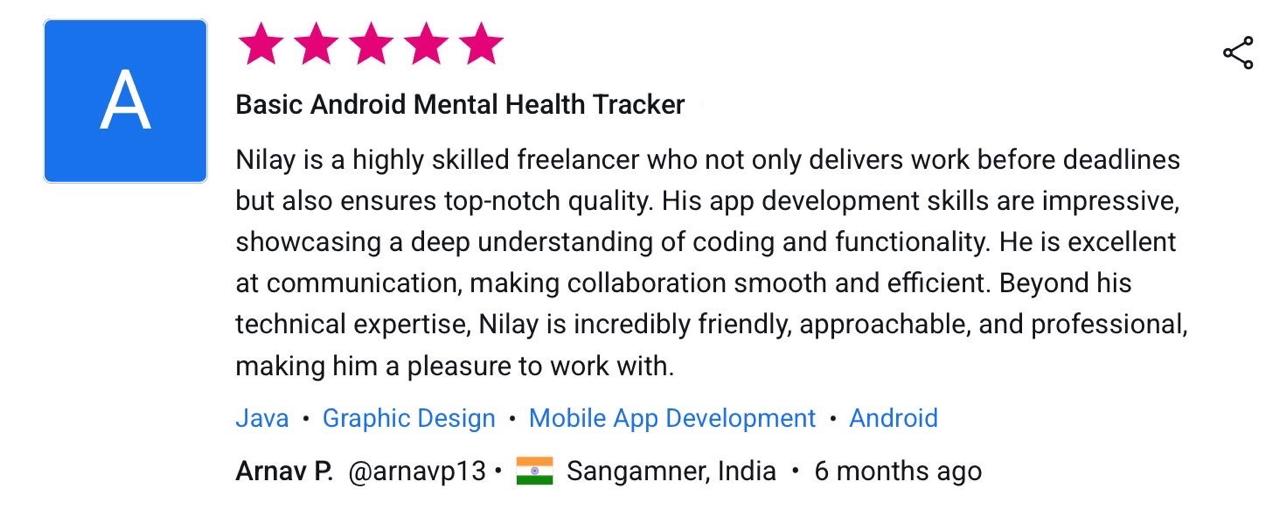 A
Basic Android Mental Health Tracker
Nilay is a highly skilled freelancer who not only delivers work before deadlines
but also ensures top-notch quality. His app development skills are impressive,
showcasing a deep understanding of coding and functionality. He is excellent
at communication, making collaboration smooth and efficient. Beyond his
technical expertise, Nilay is incredibly friendly, approachable, and professional,
making him a pleasure to work with.
Java • Graphic Design • Mobile App Development • Android
Arnav P. @arnavp13 • Sangamner, India • 6 months ago